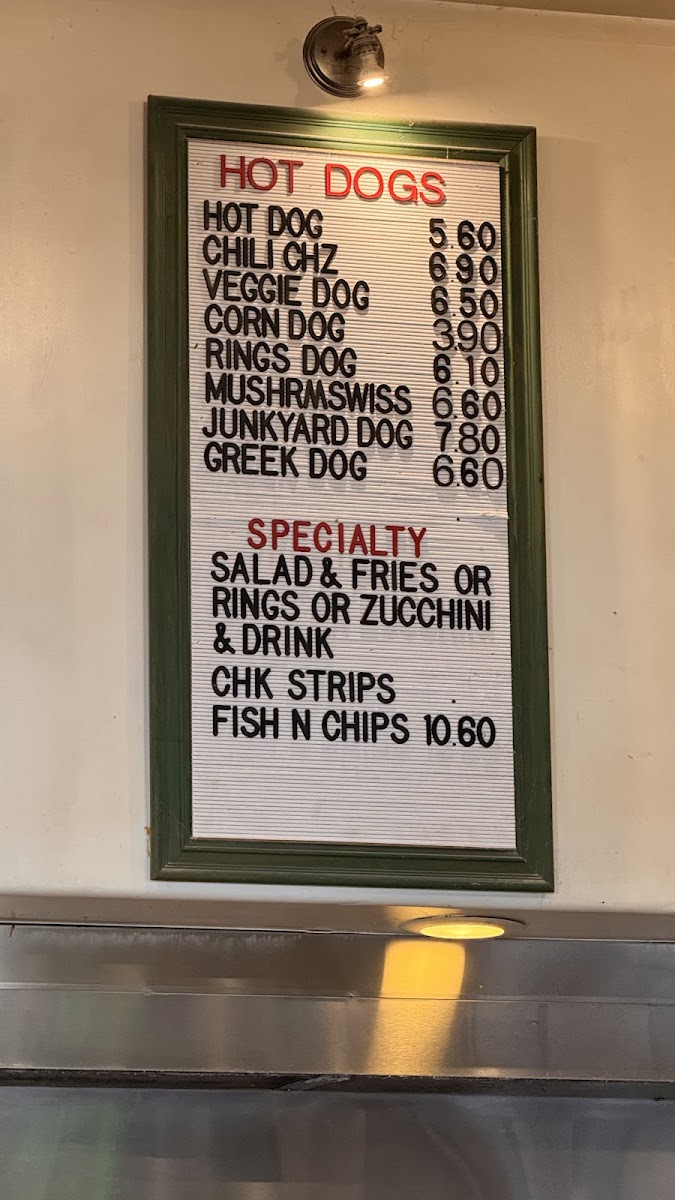 HOT DOGS
HOT DOG 5.60
CHILI CHZ 6.90
VEGGIE DOG 6.50
CORN DOG 3.90
RINGS DOG 6.10
MUSHRMSWISS 6.60
JUNKYARD DOG 7.80
GREEK DOG 6.60
SPECIALTY
SALAD & FRIES OR
RINGS OR ZUCCHINI
& DRINK
CHK STRIPS .
FISH N CHIPS 10.60